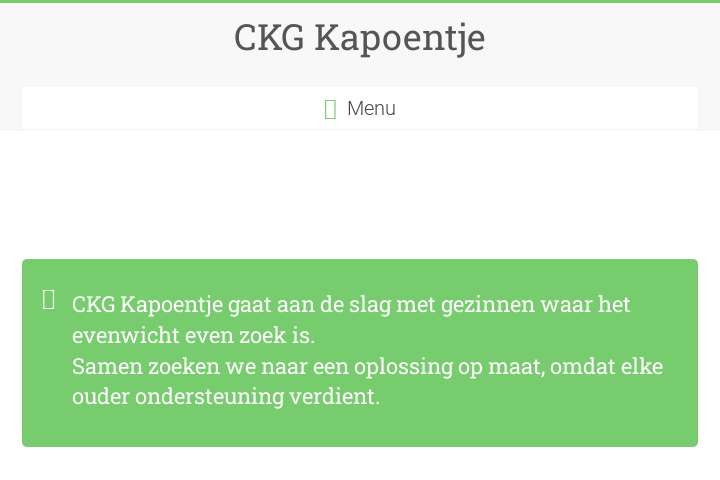 CKG Kapoentje
Menu
CKG Kapoentje gaat aan de slag met gezinnen waar het
evenwicht even zoek is.
Samen zoeken we naar een oplossing op maat, omdat elke
ouder ondersteuning verdient.